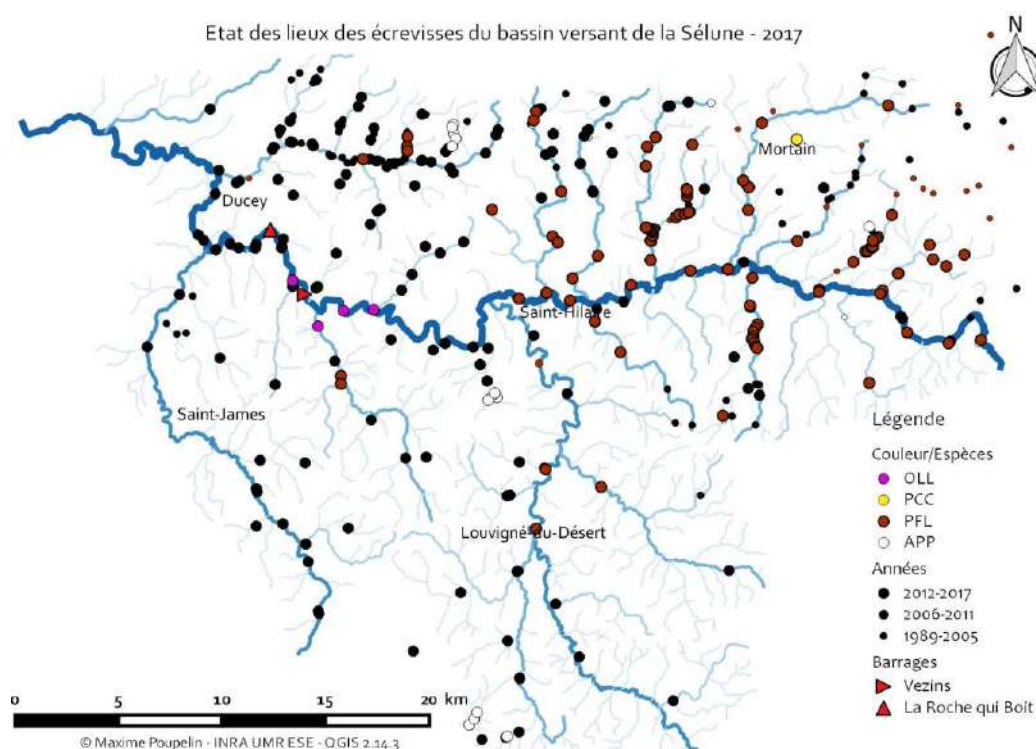 Etat des lieux des écrevisses du bassin versant de la Sélune - 2017
N
Mortain
Ducey
Saint-Hilaire
Saint-James
Louvigné-du-Désert
Légende
Couleur/Espèces
OLL
PCC
PFL
APP
Années
2012-2017
2006-2011
1989-2005
Barrages
Vezins
La Roche qui Boit
0 5 10 15 20 km
© Maxime Poupelin - INRA UMR ESE - QGIS 2.14.3